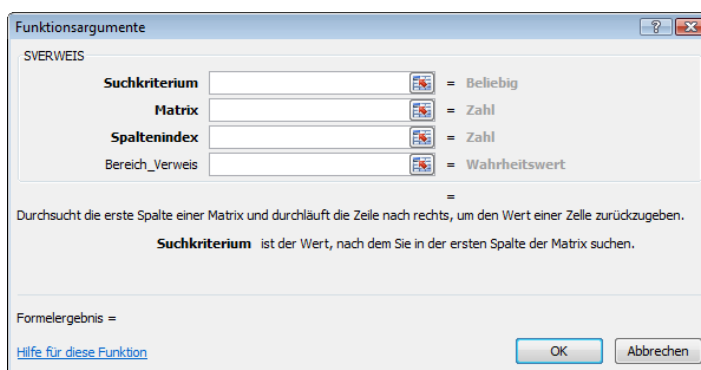 Funktionsargumente
SVERWEIS
Suchkriterium = Beliebig
Matrix = Zahl
Spaltenindex = Zahl
Bereich_Verweis = Wahrheitswert
=
Durchsucht die erste Spalte einer Matrix und durchläuft die Zeile nach rechts, um den Wert einer Zelle zurückzugeben.
Suchkriterium ist der Wert, nach dem Sie in der ersten Spalte der Matrix suchen.
Formelergebnis =
Hilfe für diese Funktion OK Abbrechen